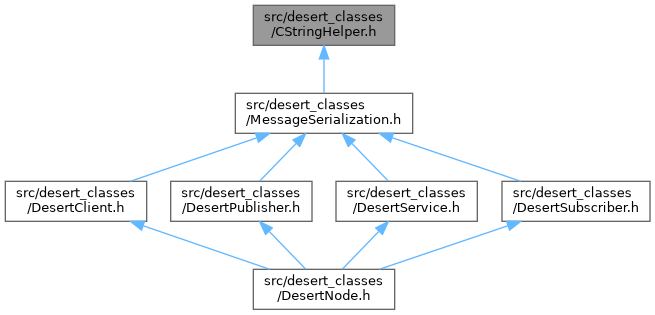 src/desert_classes
/CStringHelper.h
src/desert_classes
/MessageSerialization.h
src/desert_classes
/DesertClient.h
src/desert_classes
/DesertPublisher.h
src/desert_classes
/DesertService.h
src/desert_classes
/DesertSubscriber.h
src/desert_classes
/DesertNode.h